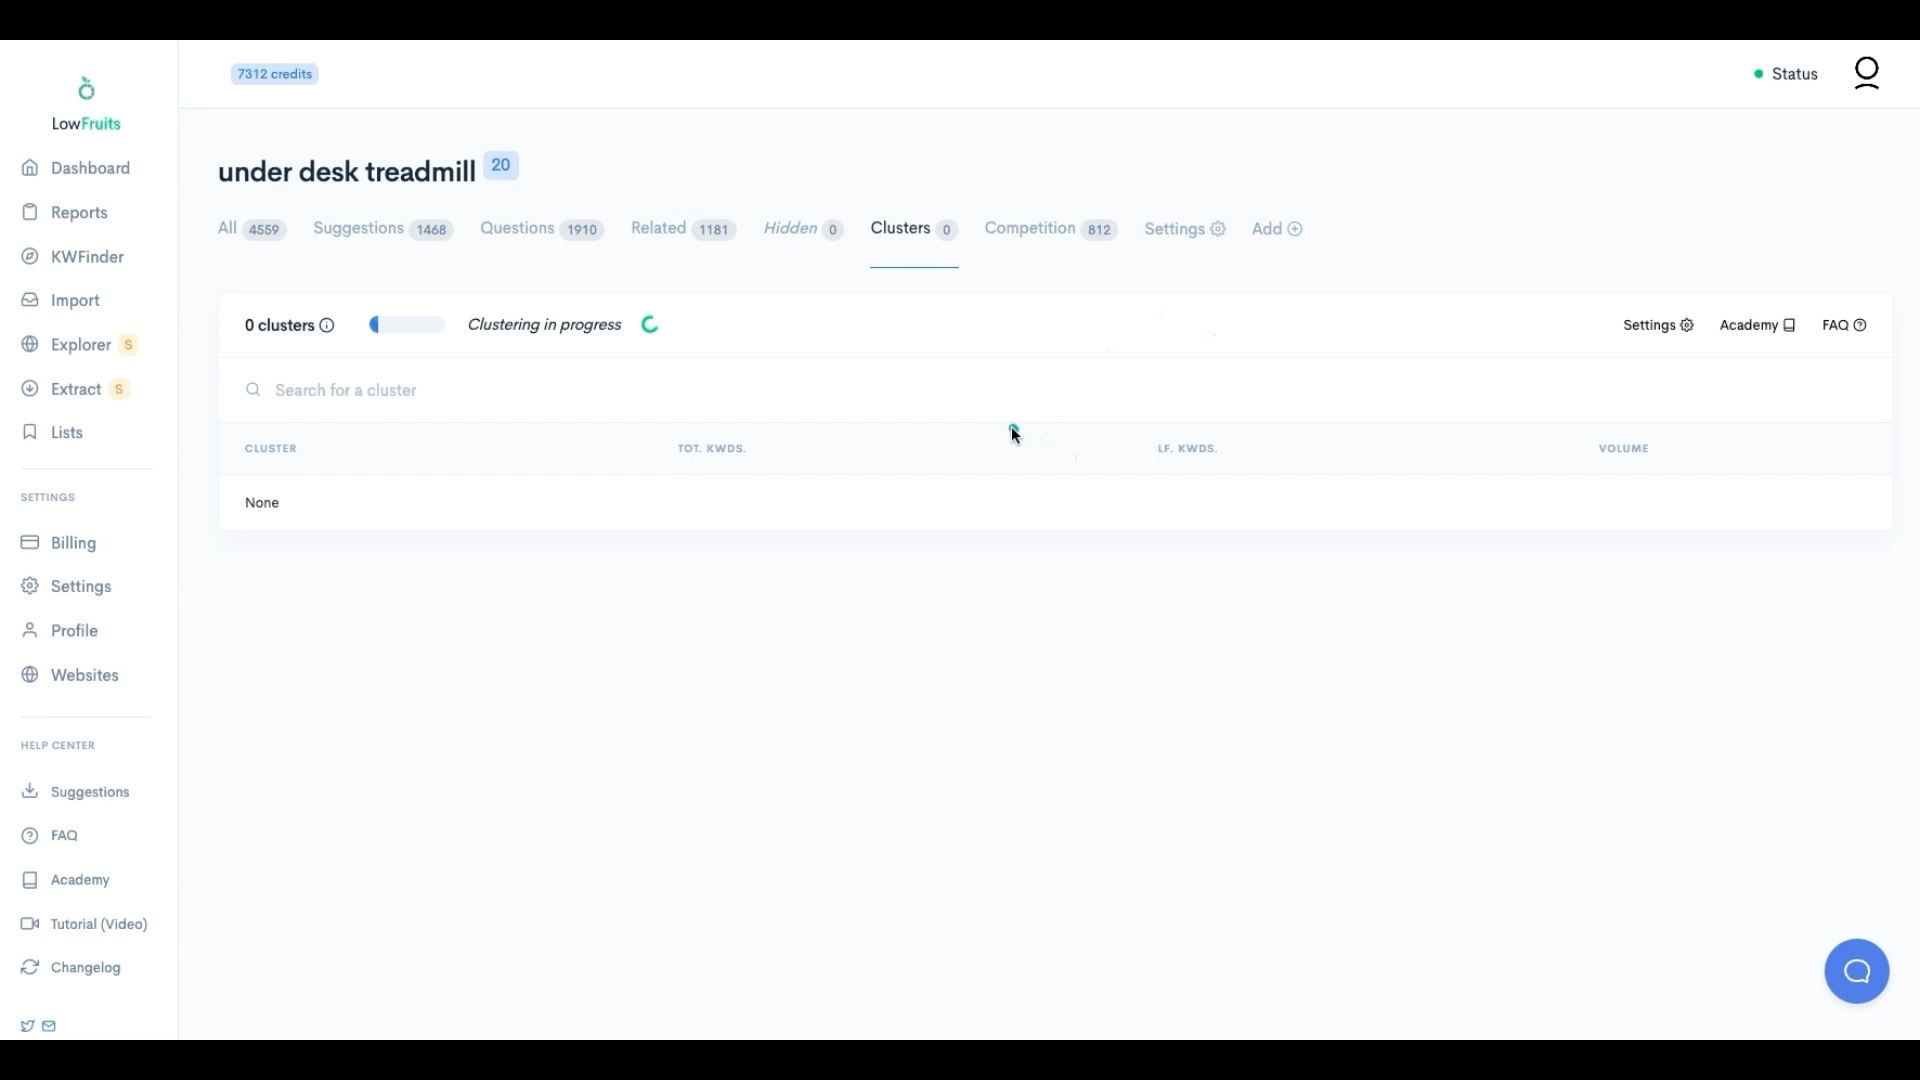 7312 credits
Status
LowFruits
Dashboard
Reports
KWFinder
Import
Explorer S
Extract S
Lists
SETTINGS
Billing
Settings
Profile
Websites
HELP CENTER
Suggestions
FAQ
Academy
Tutorial (Video)
Changelog
under desk treadmill 20
All 4559 Suggestions 1468 Questions 1910 Related 1181 Hidden 0 Clusters 0 Competition 812 Settings Add
0 clusters Clustering in progress Settings Academy FAQ
Search for a cluster
CLUSTER TOT. KWDS. LF. KWDS. VOLUME
None